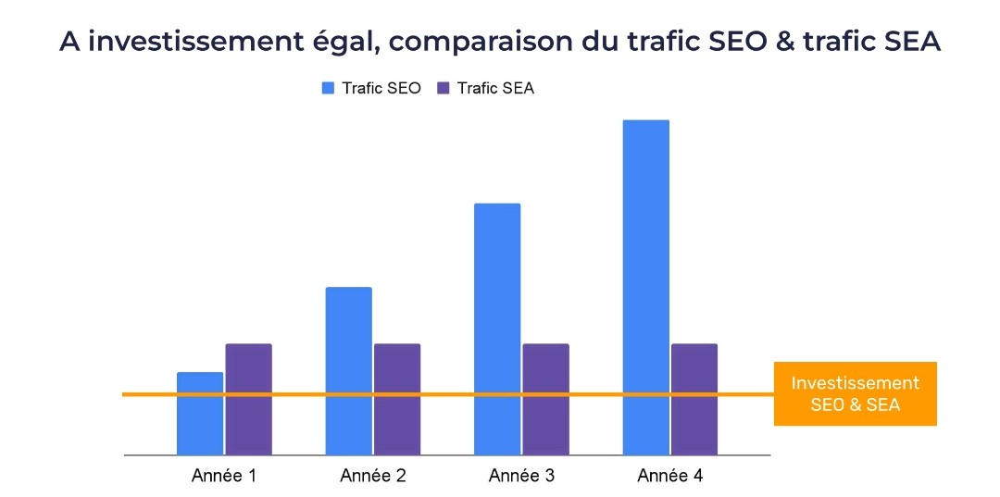 A investissement égal, comparaison du trafic SEO & trafic SEA
Trafic SEO Trafic SEA
Investissement
SEO & SEA
Année 1 Année 2 Année 3 Année 4